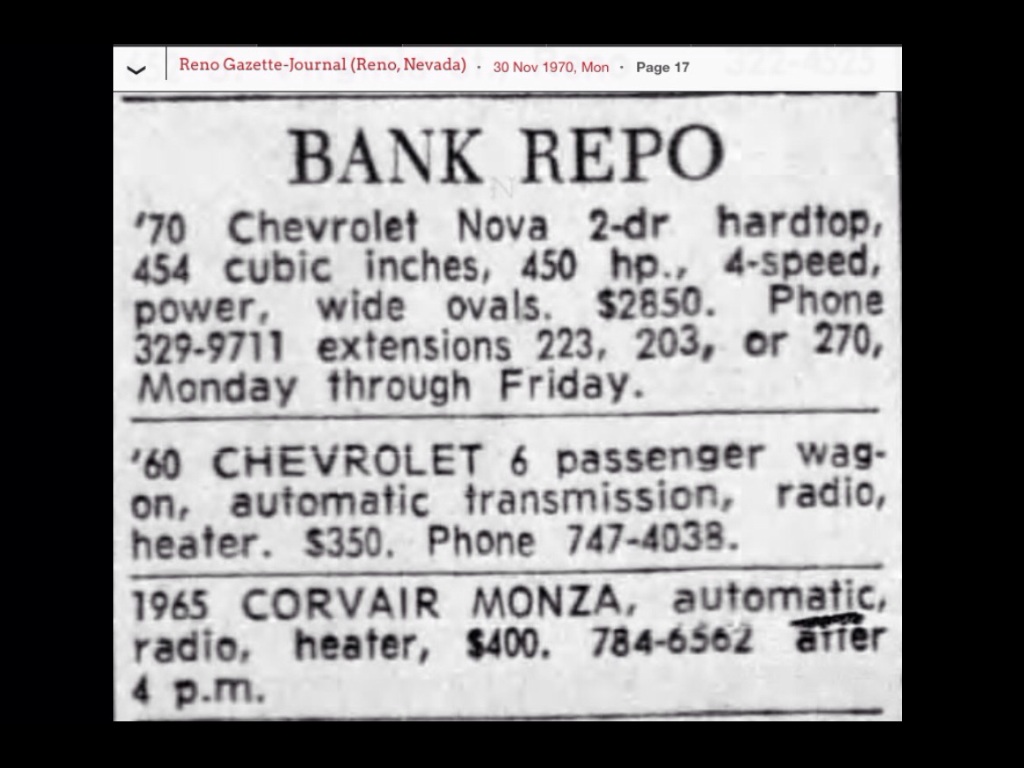 Reno Gazette-Journal (Reno, Nevada) · 30 Nov 1970, Mon · Page 17
BANK REPO
'70 Chevrolet Nova 2-dr hardtop,
454 cubic inches, 450 hp., 4-speed,
power, wide ovals. $2850. Phone
329-9711 extensions 223, 203, or 270,
Monday through Friday.
'60 CHEVROLET 6 passenger wag-
on, automatic transmission, radio,
heater. $350. Phone 747-4038.
1965 CORVAIR MONZA, automatic,
radio, heater, $400. 784-6562 after
4 p.m.